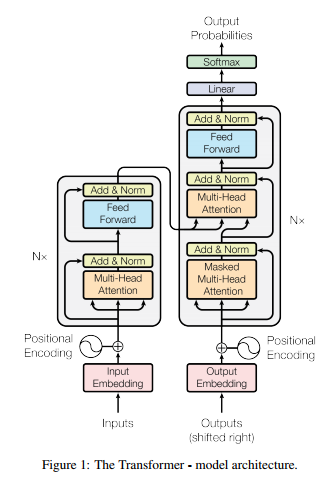 Output
Probabilities
Softmax
Linear
Add & Norm
Feed
Forward
Add & Norm
Multi-Head
Attention
Add & Norm
Masked
Multi-Head
Attention
N×
Positional
Encoding
Output
Embedding
Outputs
(shifted right)
Add & Norm
Feed
Forward
Add & Norm
Multi-Head
Attention
N×
Positional
Encoding
Input
Embedding
Inputs
Figure 1: The Transformer - model architecture.